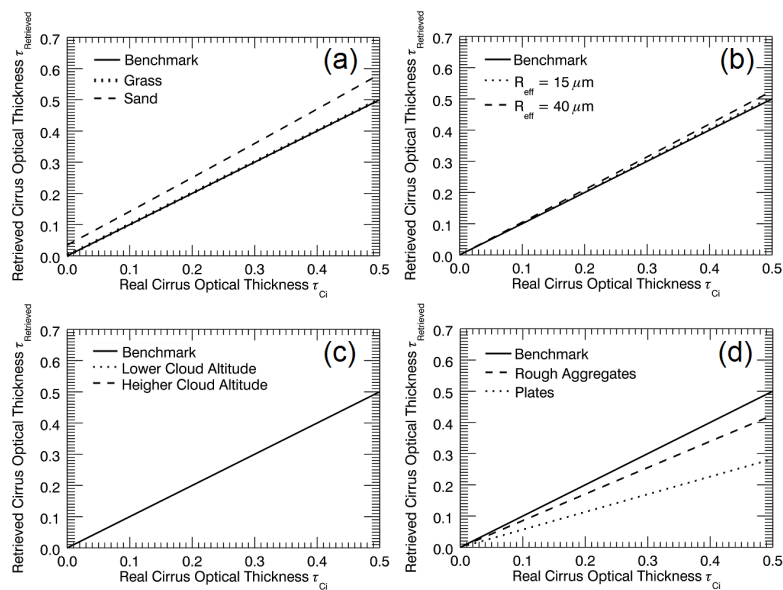 Retrieved Cirrus Optical Thickness τRetrieved
0.7
0.6
0.5
0.4
0.3
0.2
0.1
0.0
(a)
Benchmark
Grass
Sand
0.0 0.1 0.2 0.3 0.4 0.5
Real Cirrus Optical Thickness τCi
Retrieved Cirrus Optical Thickness τRetrieved
0.7
0.6
0.5
0.4
0.3
0.2
0.1
0.0
(b)
Benchmark
Reff = 15 μm
Reff = 40 μm
0.0 0.1 0.2 0.3 0.4 0.5
Real Cirrus Optical Thickness τCi
Retrieved Cirrus Optical Thickness τRetrieved
0.7
0.6
0.5
0.4
0.3
0.2
0.1
0.0
(c)
Benchmark
Lower Cloud Altitude
Heigher Cloud Altitude
0.0 0.1 0.2 0.3 0.4 0.5
Real Cirrus Optical Thickness τCi
Retrieved Cirrus Optical Thickness τRetrieved
0.7
0.6
0.5
0.4
0.3
0.2
0.1
0.0
(d)
Benchmark
Rough Aggregates
Plates
0.0 0.1 0.2 0.3 0.4 0.5
Real Cirrus Optical Thickness τCi